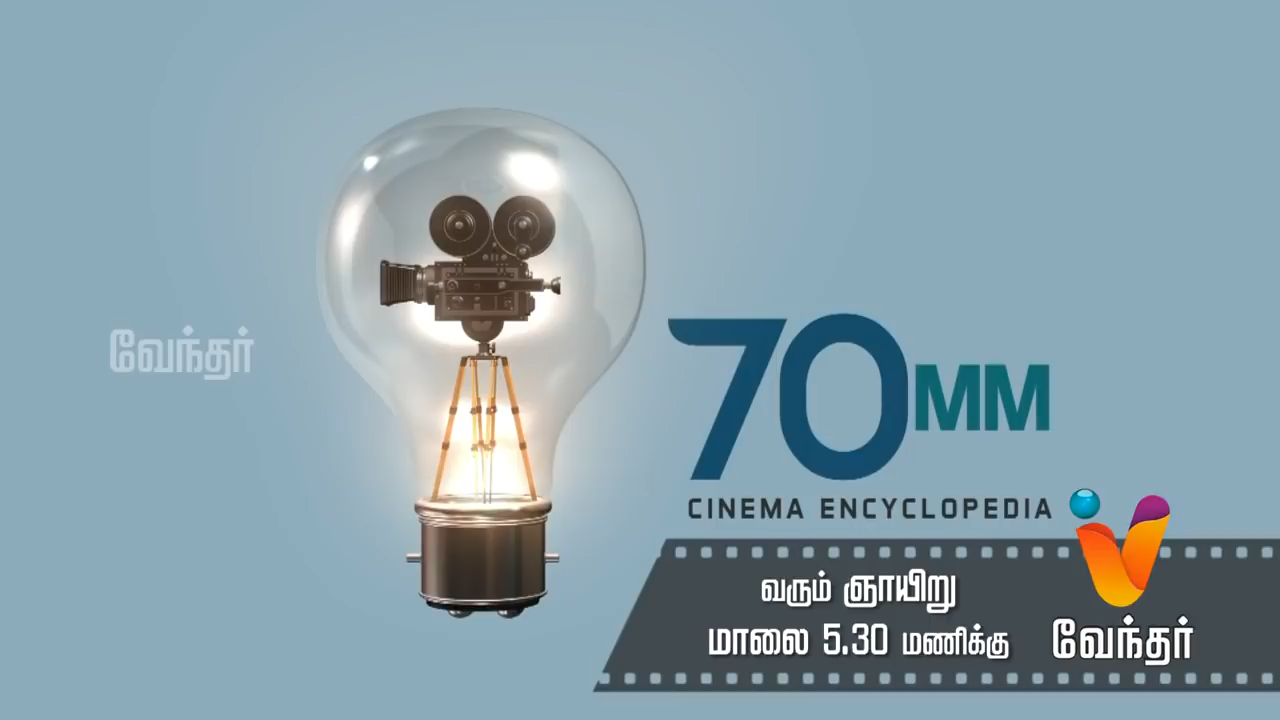 வேந்தர்
70MM
CINEMA ENCYCLOPEDIA
வரும் ஞாயிறு
மாலை 5.30 மணிக்கு
வேந்தர்